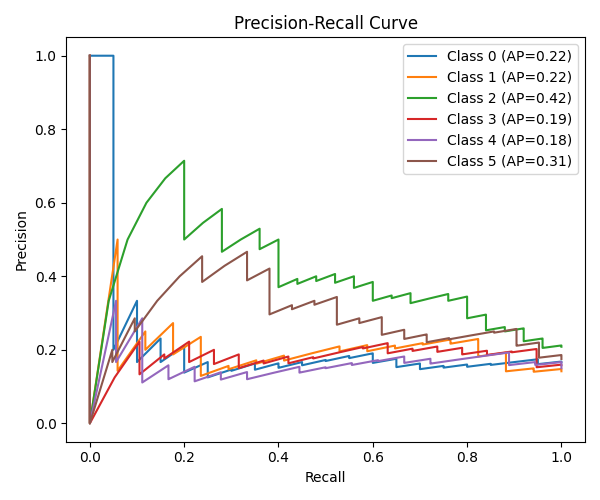 Precision-Recall Curve
Class 0 (AP=0.22)
Class 1 (AP=0.22)
Class 2 (AP=0.42)
Class 3 (AP=0.19)
Class 4 (AP=0.18)
Class 5 (AP=0.31)
1.0
0.8
0.6
0.4
0.2
0.0
Precision
0.0 0.2 0.4 0.6 0.8 1.0
Recall